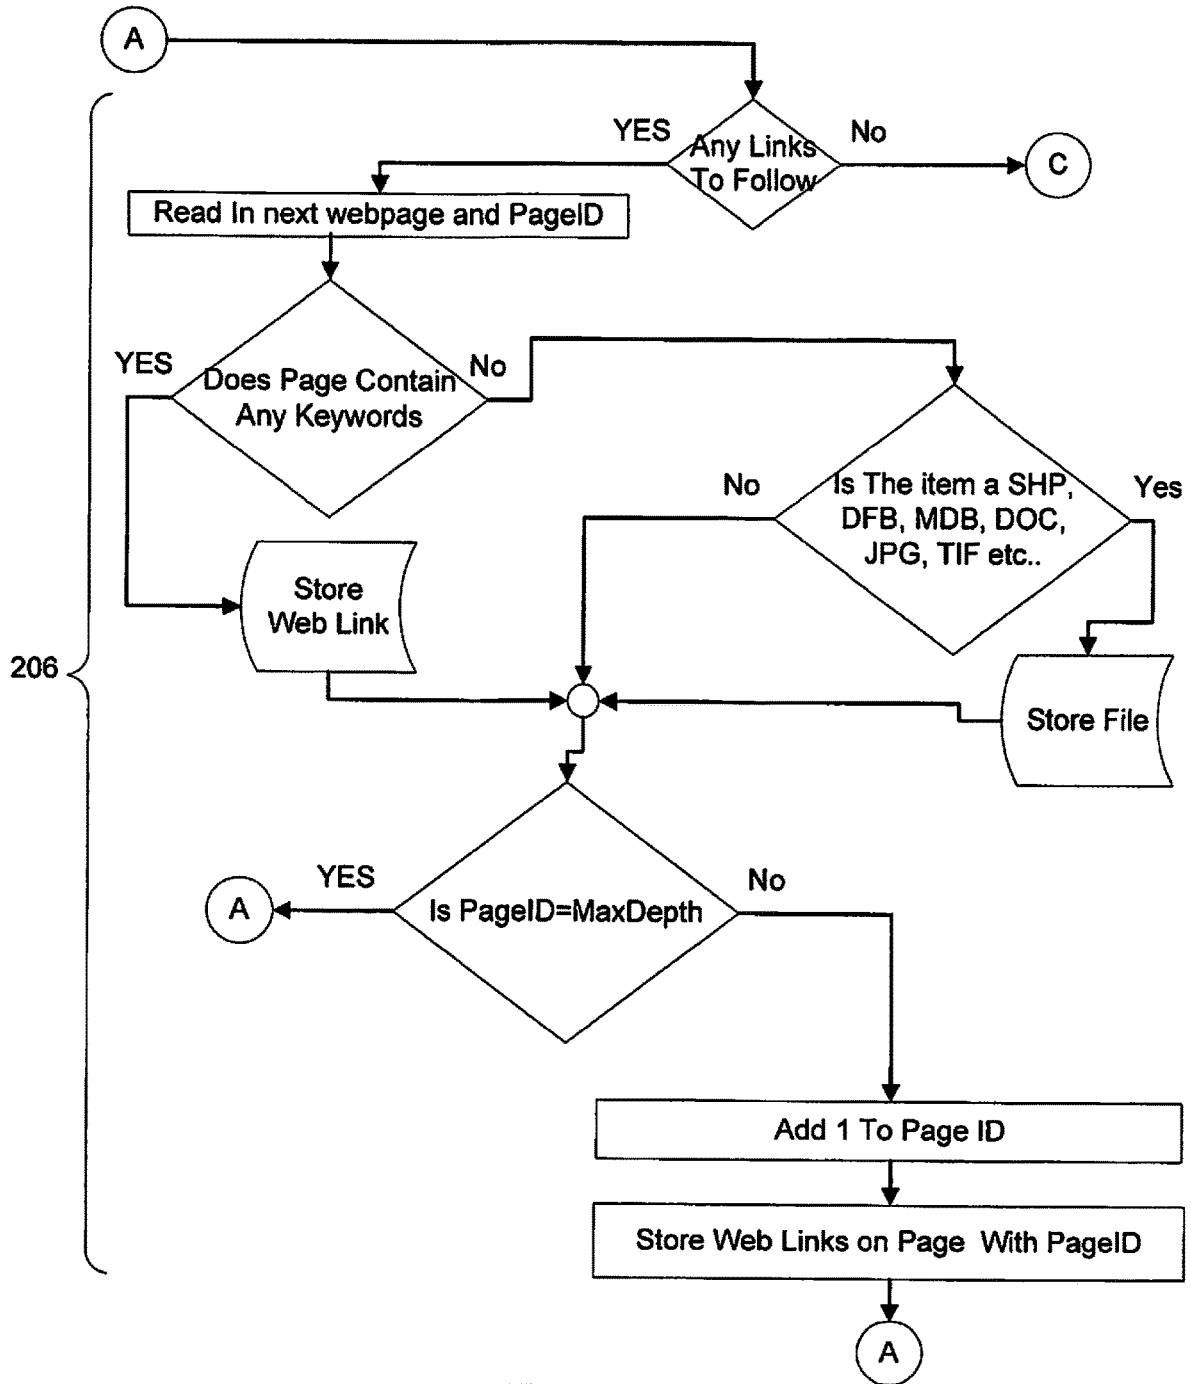 A
YES
Any Links
To Follow
No
C
Read In next webpage and PageID
YES
Does Page Contain
Any Keywords
No
No
Is The item a SHP,
DFB, MDB, DOC,
JPG, TIF etc..
Yes
Store
Web Link
206
Store File
YES
A
Is PageID=MaxDepth
No
Add 1 To Page ID
Store Web Links on Page With PageID
A